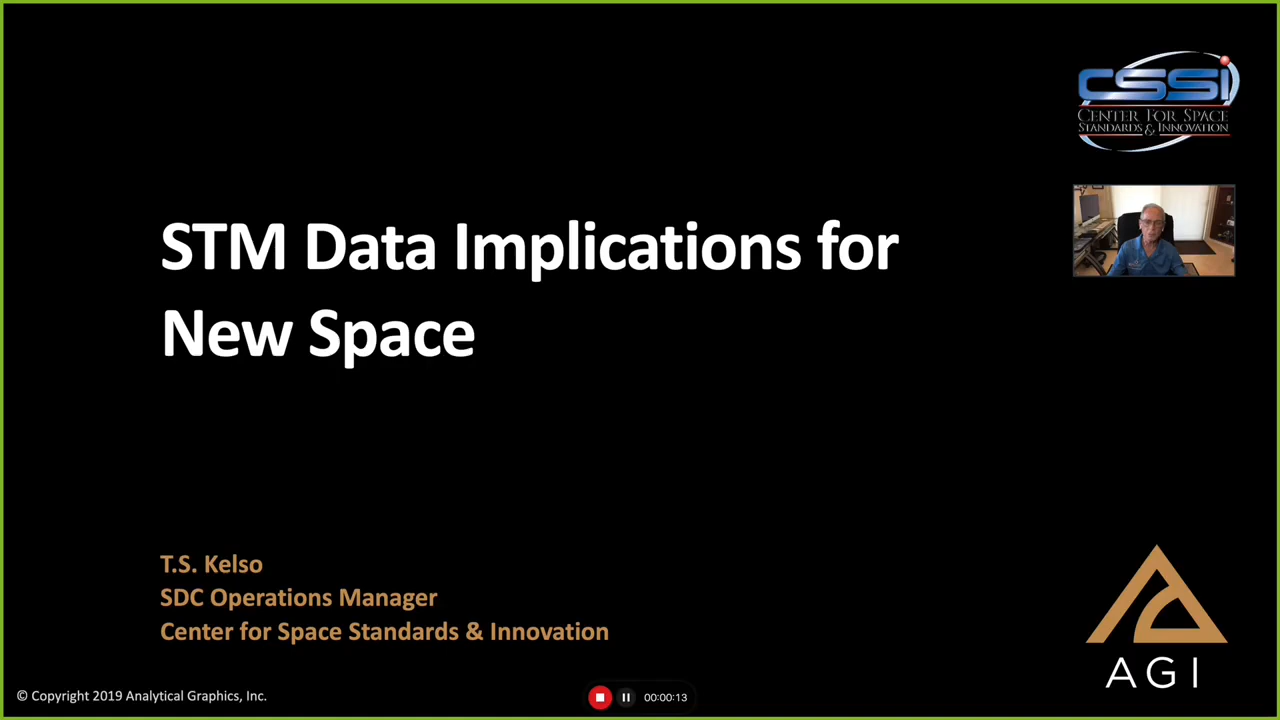 CSSI
CENTER FOR SPACE
STANDARDS & INNOVATION
STM Data Implications for
New Space
T.S. Kelso
SDC Operations Manager
Center for Space Standards & Innovation
AGI
© Copyright 2019 Analytical Graphics, Inc.
00:00:13